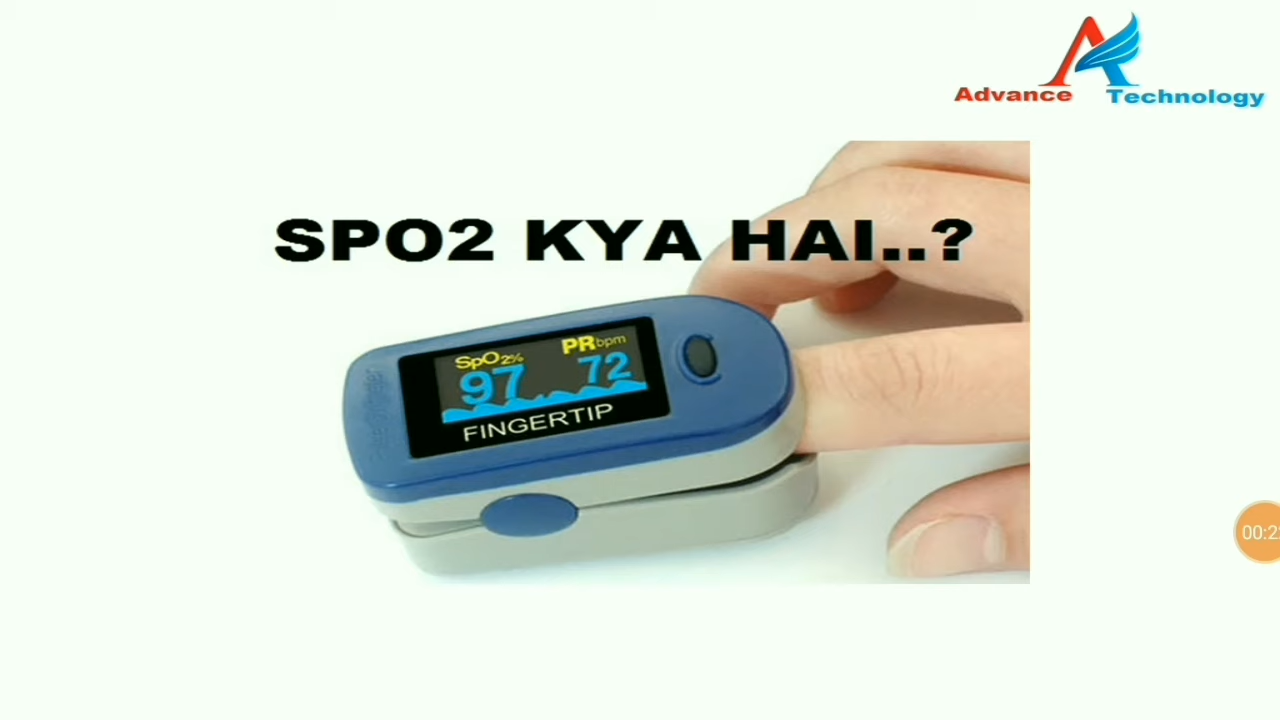 Advance Technology
SPO2 KYA HAI..?
SpO2% PRbpm
97 72
FINGERTIP